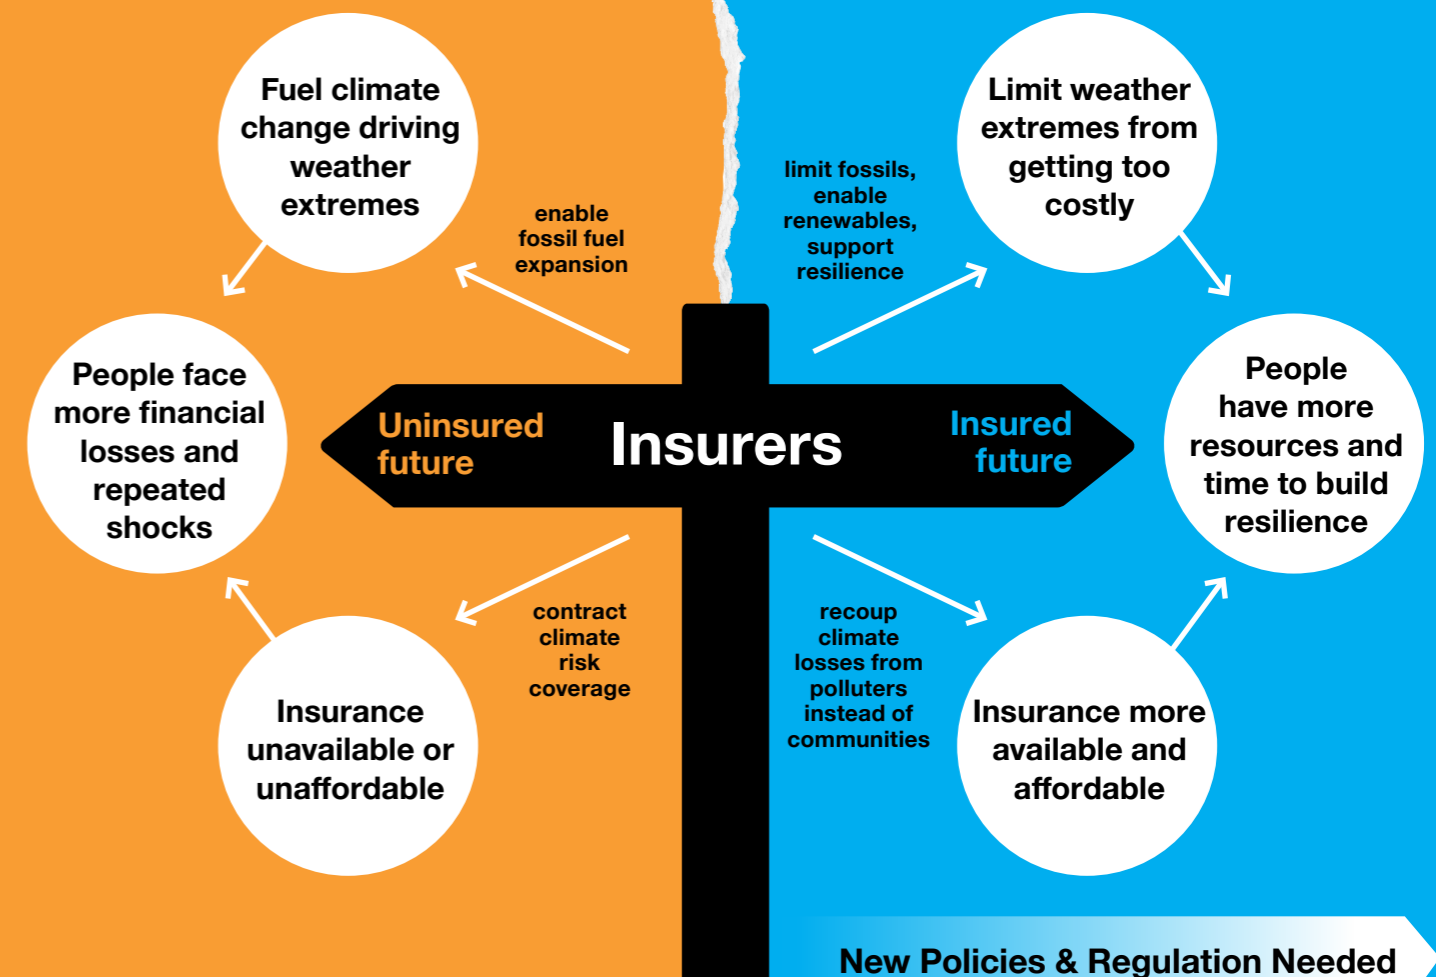 Fuel climate
change driving
weather
extremes
enable
fossil fuel
expansion
People face
more financial
losses and
repeated
shocks
Uninsured
future
contract
climate
risk
coverage
Insurance
unavailable or
unaffordable
Insurers
Limit weather
extremes from
getting too
costly
limit fossils,
enable
renewables,
support
resilience
Insured
future
People
have more
resources and
time to build
resilience
recoup
climate
losses from
polluters
instead of
communities
Insurance more
available and
affordable
New Policies & Regulation Needed